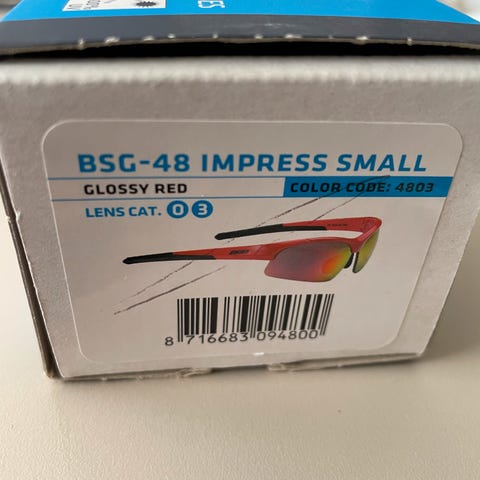 BSG-48 IMPRESS SMALL
GLOSSY RED COLOR CODE: 4803
LENS CAT. 0 3
8 716683 094800